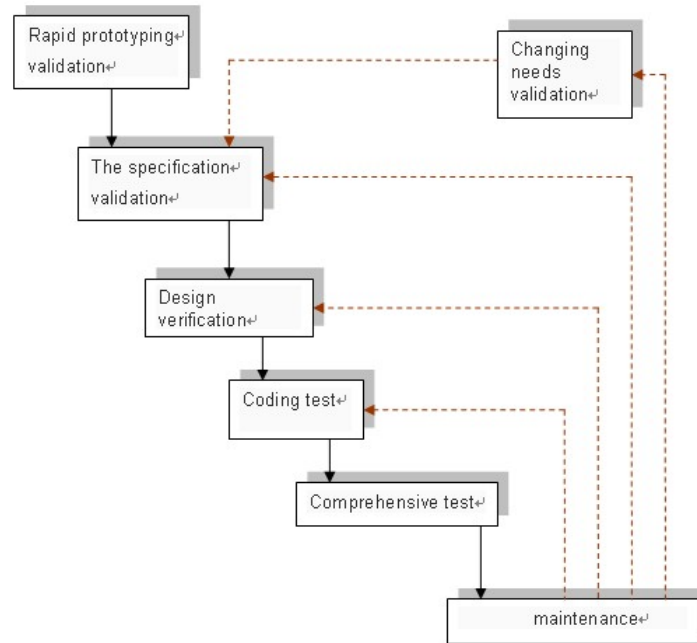 Rapid prototyping↵
validation↵
Changing
needs
validation↵
The specification↵
validation↵
Design
verification↵
Coding test↵
Comprehensive test↵
maintenance↵